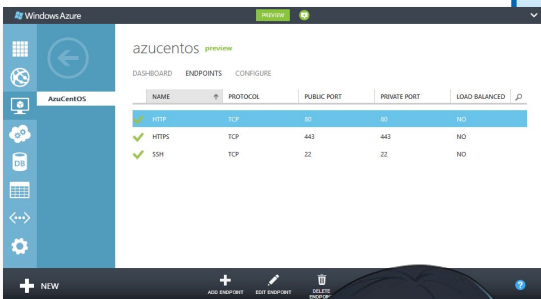 Windows Azure PREVIEW
azucentos preview
DASHBOARD ENDPOINTS CONFIGURE
AzuCentOS
NAME PROTOCOL PUBLIC PORT PRIVATE PORT LOAD BALANCED
HTTP TCP 80 80 NO
HTTPS TCP 443 443 NO
SSH TCP 22 22 NO
DB
NEW
ADD ENDPOINT EDIT ENDPOINT DELETE ENDPOINT
?